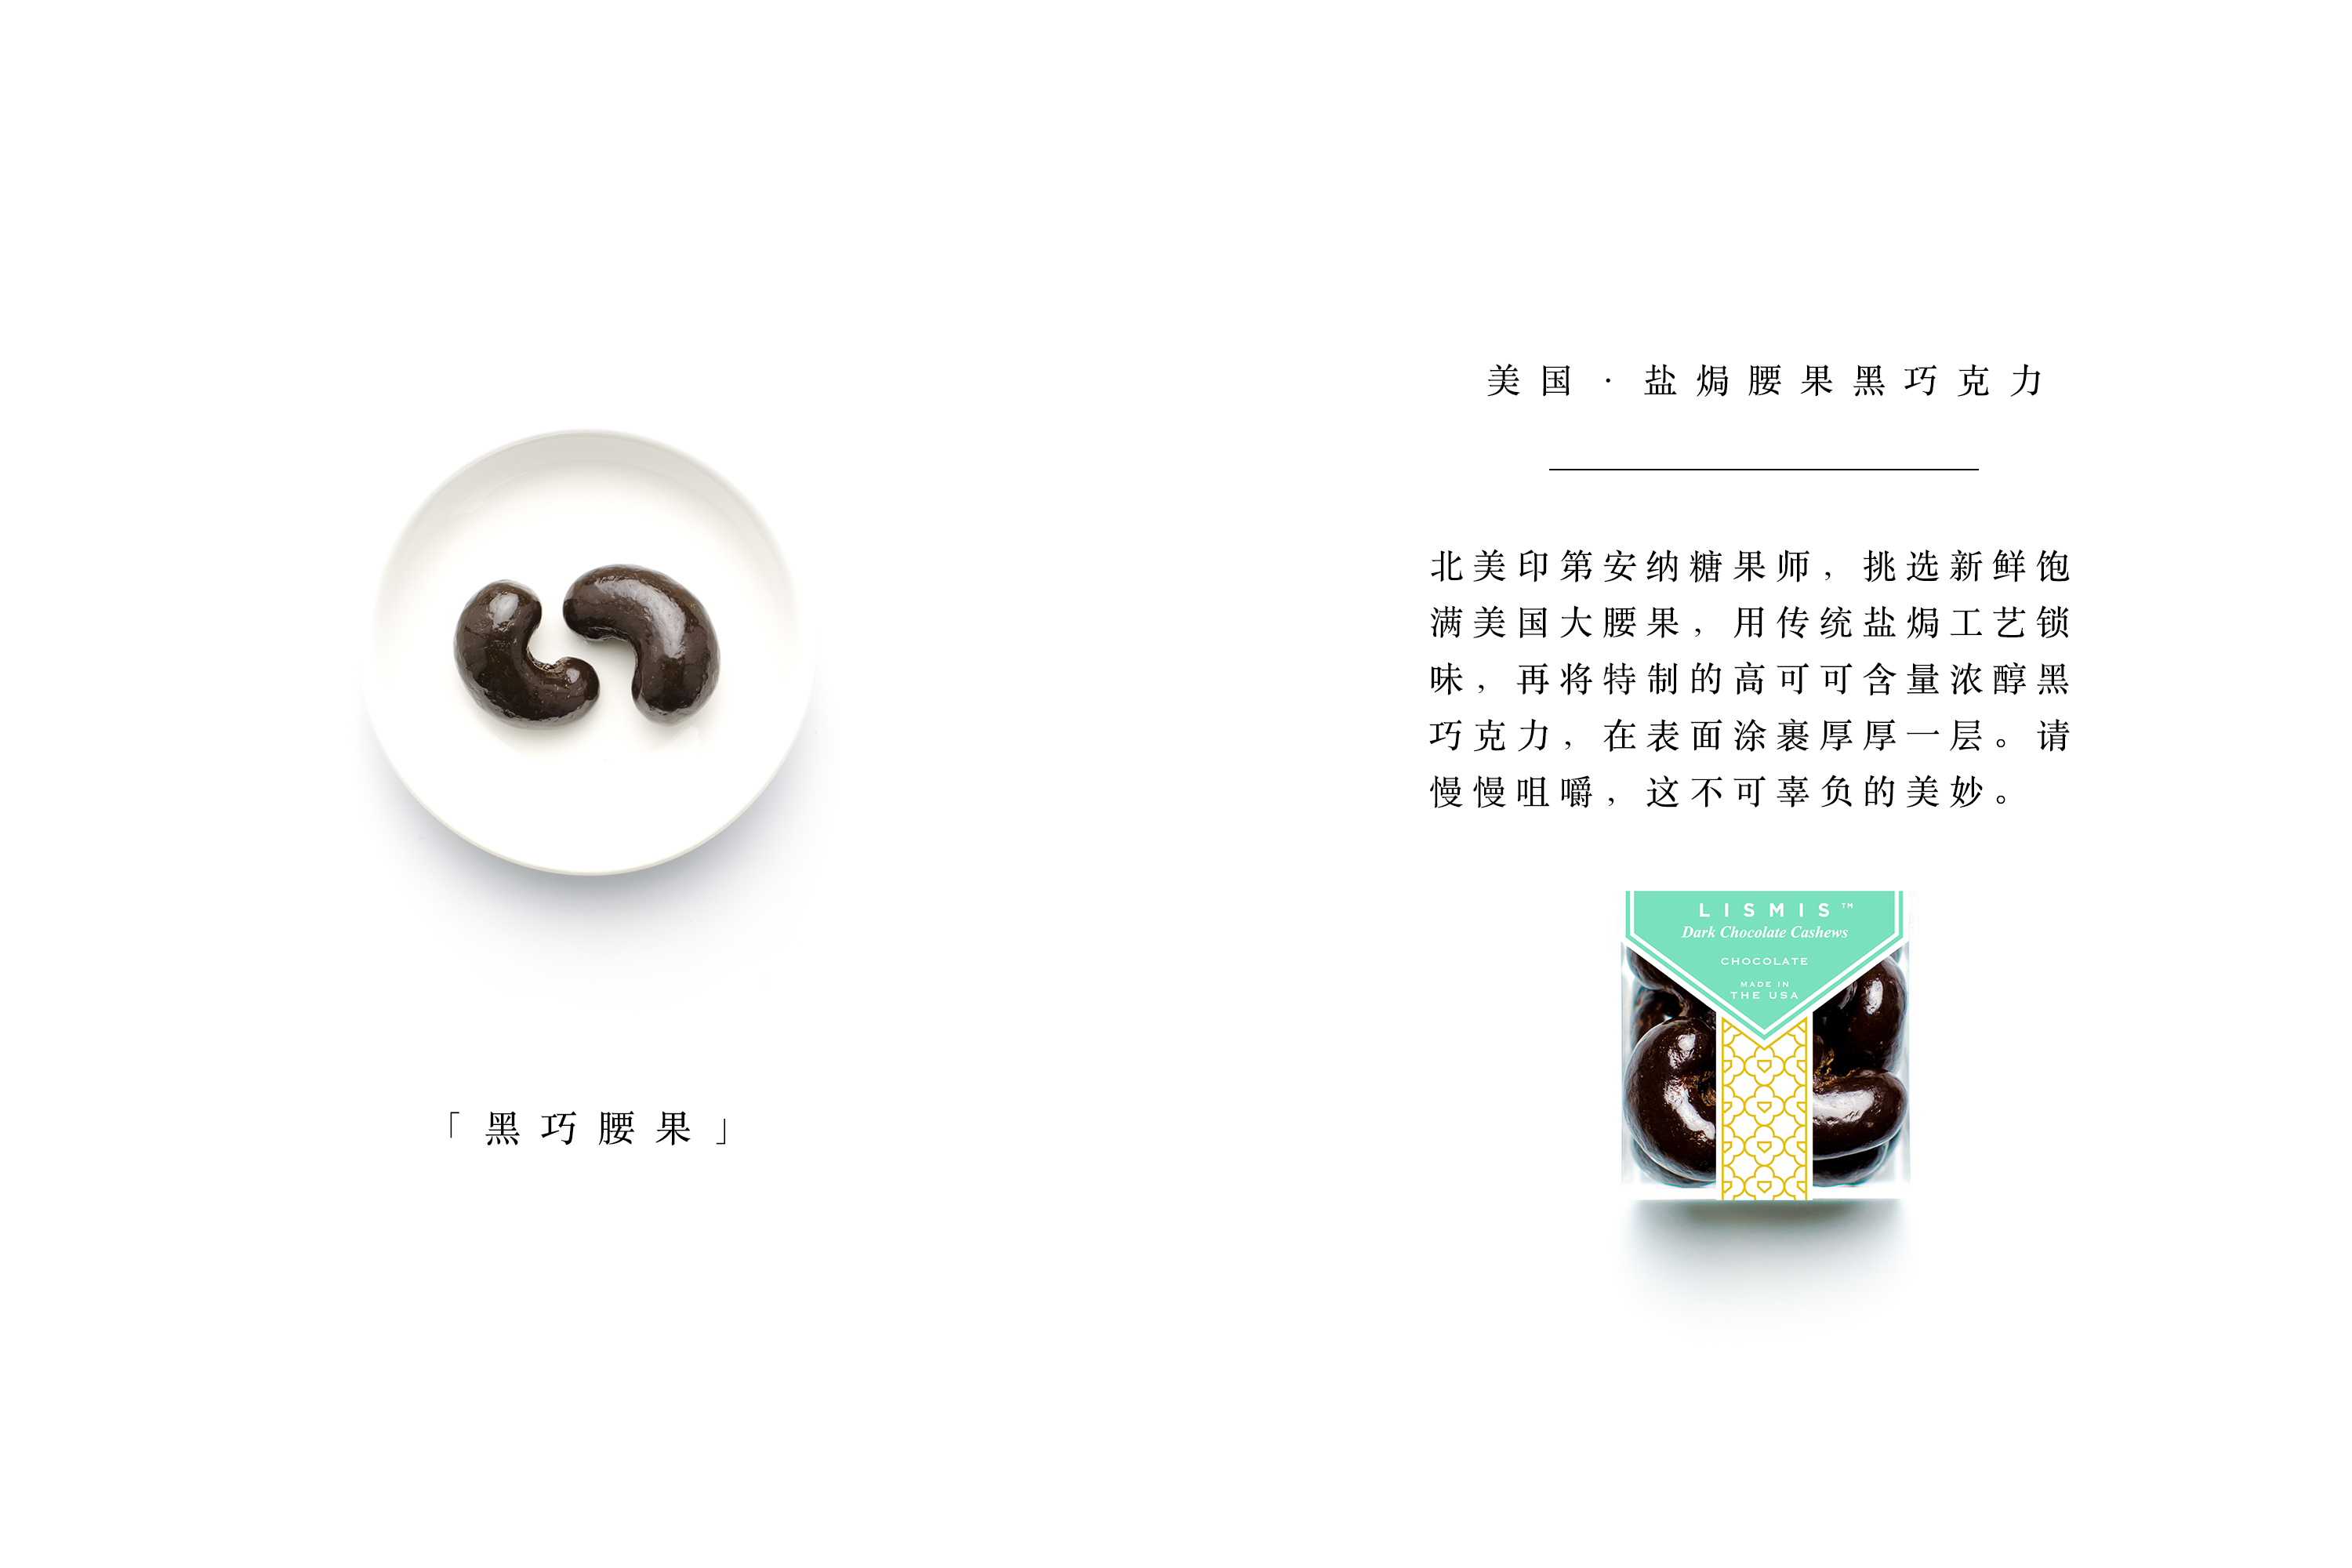 「黑巧腰果」
美国·盐焗腰果黑巧克力
北美印第安纳糖果师，挑选新鲜饱
满美国大腰果，用传统盐焗工艺锁
味，再将特制的高可可含量浓醇黑
巧克力，在表面涂裹厚厚一层。请
慢慢咀嚼，这不可辜负的美妙。
LISMIS™
Dark Chocolate Cashews
CHOCOLATE
MADE IN
THE USA